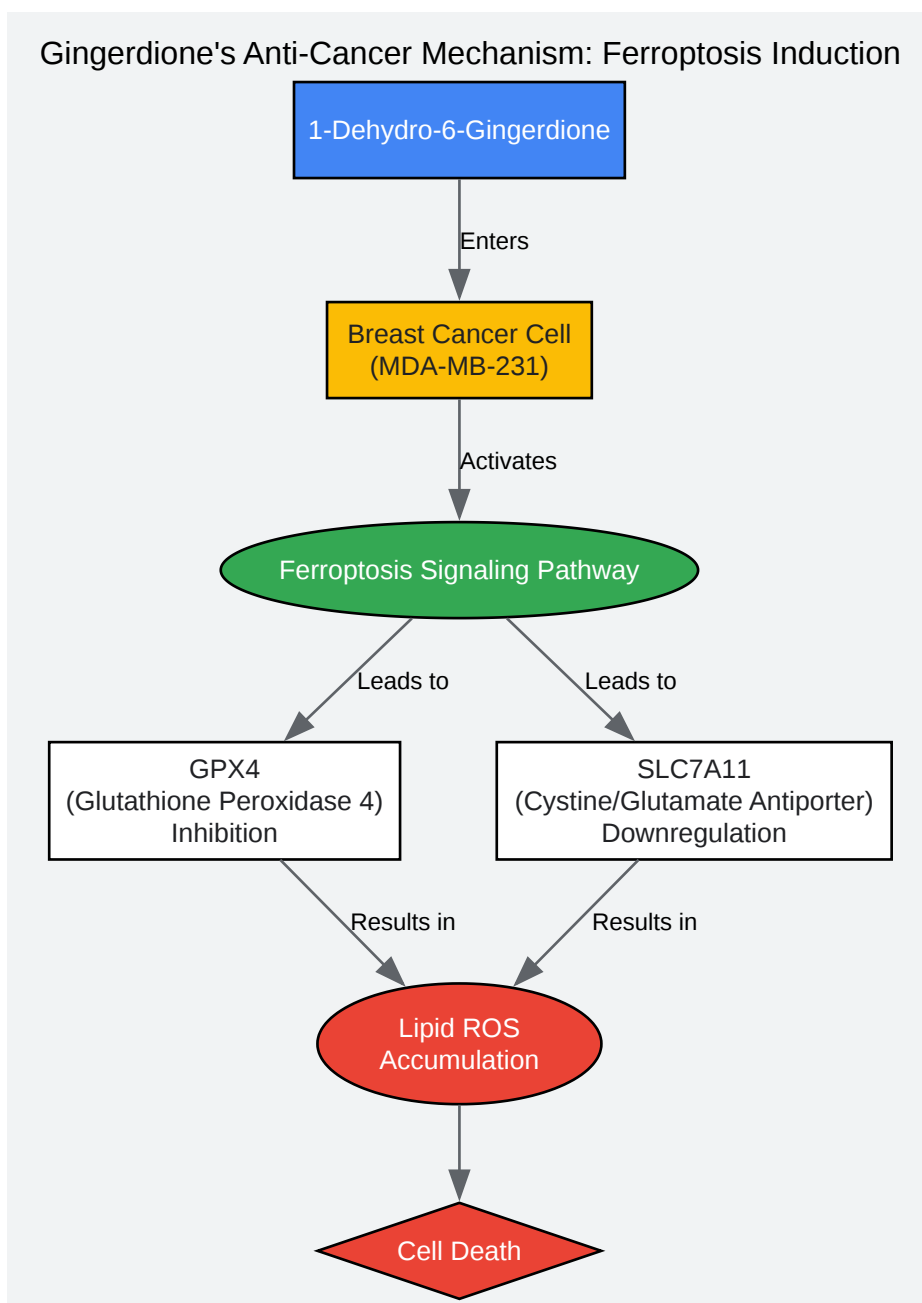 Gingerdione's Anti-Cancer Mechanism: Ferroptosis Induction
1-Dehydro-6-Gingerdione
Enters
Breast Cancer Cell
(MDA-MB-231)
Activates
Ferroptosis Signaling Pathway
Leads to
Leads to
GPX4
(Glutathione Peroxidase 4)
Inhibition
SLC7A11
(Cystine/Glutamate Antiporter)
Downregulation
Results in
Results in
Lipid ROS
Accumulation
Cell Death